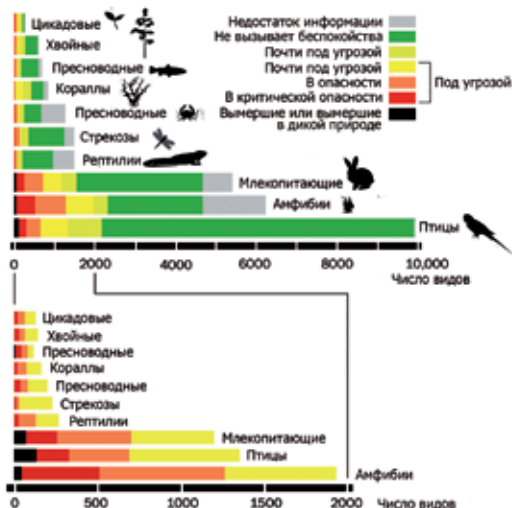 Цикадовые
Хвойные
Пресноводные
Кораллы
Пресноводные
Стрекозы
Рептилии
Млекопитающие
Амфибии
Птицы
Недостаток информации
Не вызывает беспокойства
Почти под угрозой
Почти под угрозой
В опасности
В критической опасности
Вымершие или вымершие
в дикой природе
Под угрозой
0 2000 4000 6000 8000 10,000
Число видов
Цикадовые
Хвойные
Пресноводные
Кораллы
Пресноводные
Стрекозы
Рептилии
Млекопитающие
Птицы
Амфибии
0 500 1000 1500 2000 Число видов